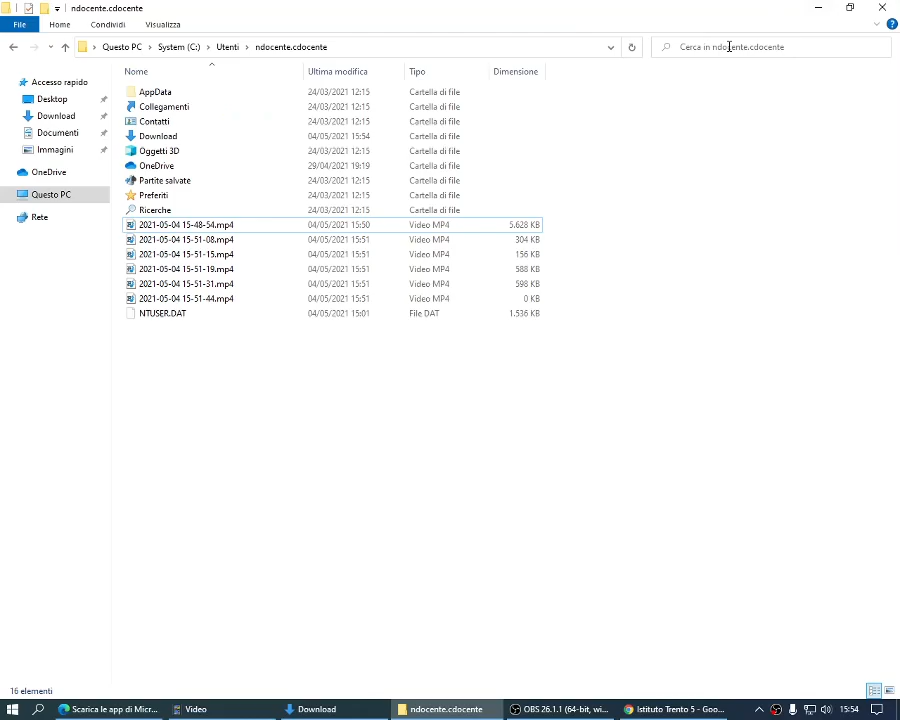 ndocente.cdocente
File Home Condividi Visualizza
Questo PC > System (C:) > Utenti > ndocente.cdocente
Cerca in ndocente.cdocente
Nome Ultima modifica Tipo Dimensione
Accesso rapido
Desktop
Download
Documenti
Immagini
OneDrive
Questo PC
Rete
AppData 24/03/2021 12:15 Cartella di file
Collegamenti 24/03/2021 12:15 Cartella di file
Contatti 24/03/2021 12:15 Cartella di file
Download 04/05/2021 15:54 Cartella di file
Oggetti 3D 24/03/2021 12:15 Cartella di file
OneDrive 29/04/2021 19:19 Cartella di file
Partite salvate 24/03/2021 12:15 Cartella di file
Preferiti 24/03/2021 12:15 Cartella di file
Ricerche 24/03/2021 12:15 Cartella di file
2021-05-04 15-48-54.mp4 04/05/2021 15:50 Video MP4 5.628 KB
2021-05-04 15-51-08.mp4 04/05/2021 15:51 Video MP4 304 KB
2021-05-04 15-51-15.mp4 04/05/2021 15:51 Video MP4 156 KB
2021-05-04 15-51-19.mp4 04/05/2021 15:51 Video MP4 588 KB
2021-05-04 15-51-31.mp4 04/05/2021 15:51 Video MP4 598 KB
2021-05-04 15-51-44.mp4 04/05/2021 15:51 Video MP4 0 KB
NTUSER.DAT 04/05/2021 15:01 File DAT 1.536 KB
16 elementi
Scarica le app di Micr... Video Download ndocente.cdocente OBS 26.1.1 (64-bit, wi... Istituto Trento 5 - Goo... 15:54